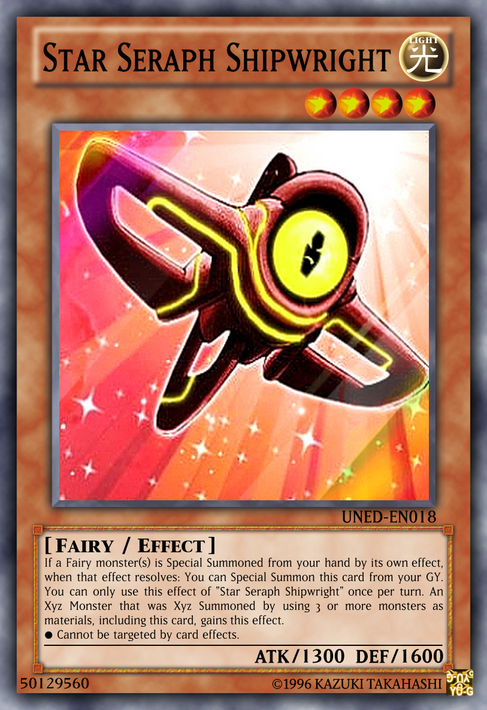 STAR SERAPH SHIPWRIGHT
LIGHT
光
UNED-EN018
[ FAIRY / EFFECT ]
If a Fairy monster(s) is Special Summoned from your hand by its own effect,
when that effect resolves: You can Special Summon this card from your GY.
You can only use this effect of "Star Seraph Shipwright" once per turn. An
Xyz Monster that was Xyz Summoned by using 3 or more monsters as
materials, including this card, gains this effect.
● Cannot be targeted by card effects.
ATK/1300 DEF/1600
50129560
©1996 KAZUKI TAKAHASHI